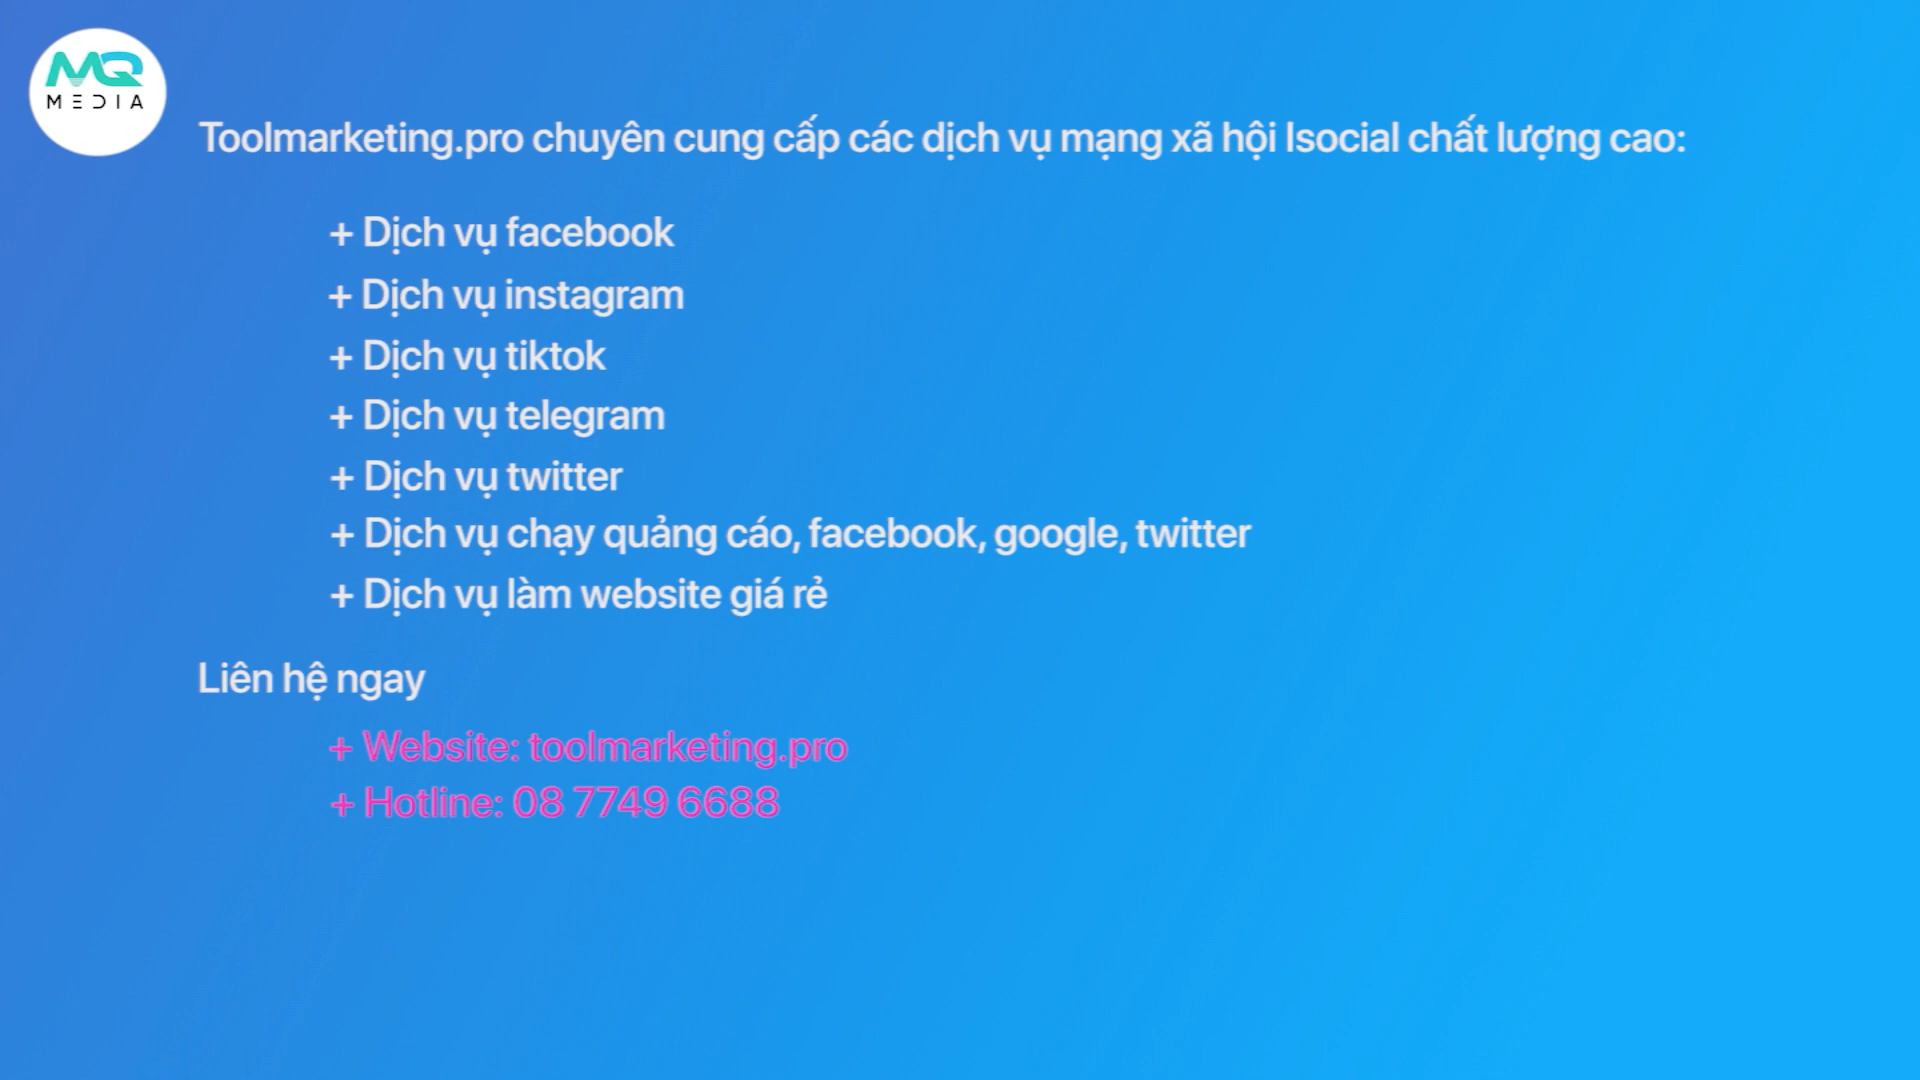 MQ
MEDIA
Toolmarketing.pro chuyên cung cấp các dịch vụ mạng xã hội Isocial chất lượng cao:
+ Dịch vụ facebook
+ Dịch vụ instagram
+ Dịch vụ tiktok
+ Dịch vụ telegram
+ Dịch vụ twitter
+ Dịch vụ chạy quảng cáo, facebook, google, twitter
+ Dịch vụ làm website giá rẻ
Liên hệ ngay
+ Website: toolmarketing.pro
+ Hotline: 08 7749 6688